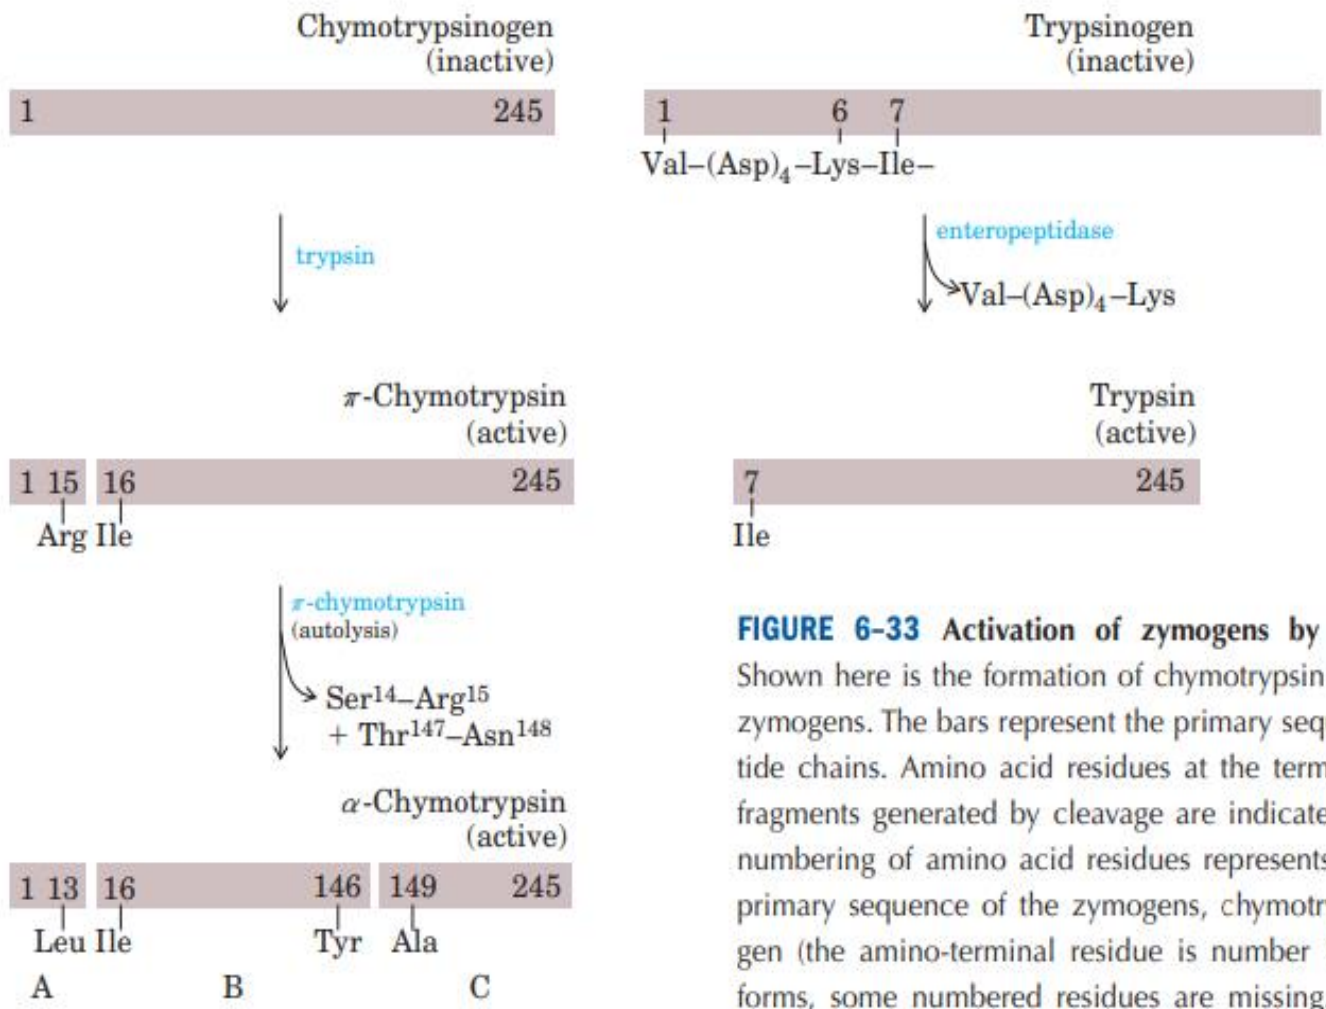 Chymotrypsinogen
(inactive)
1 245
trypsin
π-Chymotrypsin
(active)
1 15 16 245
Arg Ile
π-chymotrypsin
(autolysis)
Ser¹⁴–Arg¹⁵
+ Thr¹⁴⁷–Asn¹⁴⁸
α-Chymotrypsin
(active)
1 13 16 146 149 245
Leu Ile Tyr Ala
A B C
Trypsinogen
(inactive)
1 6 7
Val–(Asp)₄–Lys–Ile–
enteropeptidase
Val–(Asp)₄–Lys
Trypsin
(active)
7 245
Ile
FIGURE 6–33 Activation of zymogens by
Shown here is the formation of chymotrypsin
zymogens. The bars represent the primary sequ
tide chains. Amino acid residues at the term
fragments generated by cleavage are indicate
numbering of amino acid residues represents
primary sequence of the zymogens, chymotr
gen (the amino-terminal residue is number
forms, some numbered residues are missing.